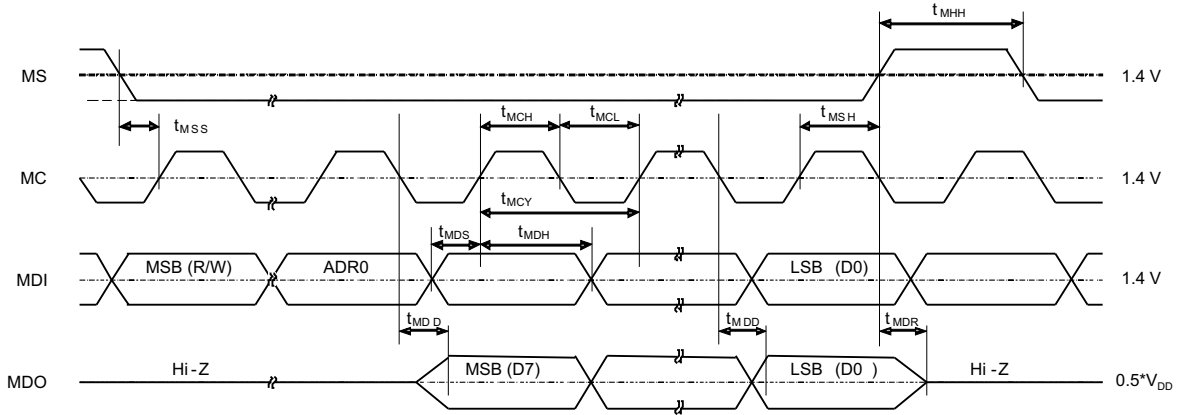 tMHH
MS
1.4 V
tMSS
tMCH
tMCL
tMSH
MC
1.4 V
tMCY
tMDS
tMDH
MDI
MSB (R/W)
ADR0
LSB (D0)
1.4 V
tMDD
tMDD
tMDR
MDO
Hi-Z
MSB (D7)
LSB (D0)
Hi-Z
0.5*VDD